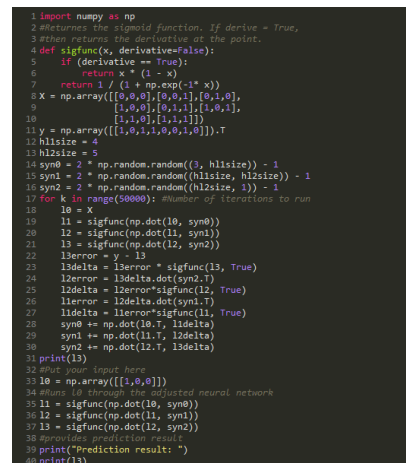 1 import numpy as np
2 #Returnes the sigmoid function. If derive = True,
3 #then returns the derivative at the point.
4 def sigfunc(x, derivative=False):
5     if (derivative == True):
6         return x * (1 - x)
7     return 1 / (1 + np.exp(-1* x))
8 X = np.array([[0,0,0],[0,0,1],[0,1,0],
9               [1,0,0],[0,1,1],[1,0,1],
10               [1,1,0],[1,1,1]])
11 y = np.array([[1,0,1,1,0,0,1,0]]).T
12 hl1size = 4
13 hl2size = 5
14 syn0 = 2 * np.random.random((3, hl1size)) - 1
15 syn1 = 2 * np.random.random((hl1size, hl2size)) - 1
16 syn2 = 2 * np.random.random((hl2size, 1)) - 1
17 for k in range(50000): #Number of iterations to run
18     l0 = X
19     l1 = sigfunc(np.dot(l0, syn0))
20     l2 = sigfunc(np.dot(l1, syn1))
21     l3 = sigfunc(np.dot(l2, syn2))
22     l3error = y - l3
23     l3delta = l3error * sigfunc(l3, True)
24     l2error = l3delta.dot(syn2.T)
25     l2delta = l2error*sigfunc(l2, True)
26     l1error = l2delta.dot(syn1.T)
27     l1delta = l1error*sigfunc(l1, True)
28     syn0 += np.dot(l0.T, l1delta)
29     syn1 += np.dot(l1.T, l2delta)
30     syn2 += np.dot(l2.T, l3delta)
31 print(l3)
32 #Put your input here
33 l0 = np.array([[1,0,0]])
34 #Runs l0 through the adjusted neural network
35 l1 = sigfunc(np.dot(l0, syn0))
36 l2 = sigfunc(np.dot(l1, syn1))
37 l3 = sigfunc(np.dot(l2, syn2))
38 #provides prediction result
39 print("Prediction result: ")
40 print(l3)